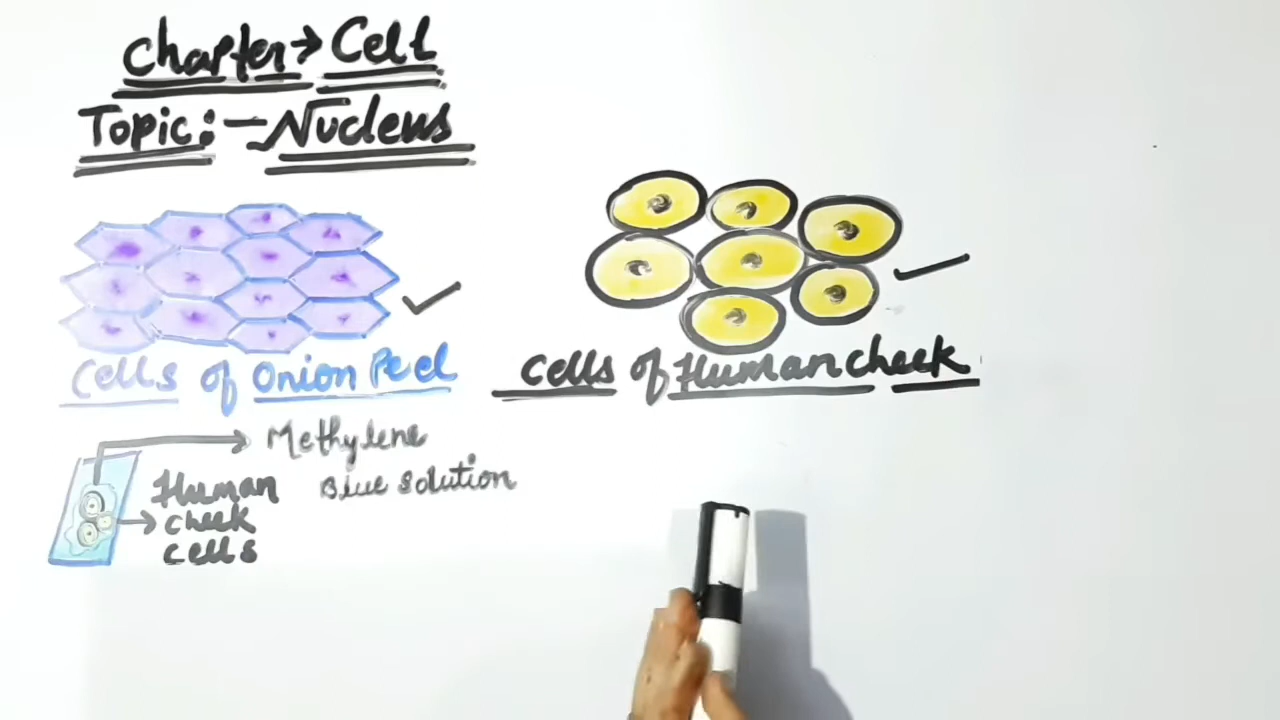 Chapter → Cell
Topic:- Nucleus
Cells of Onion Peel
Cells of Human cheek
Methylene
Blue Solution
Human
cheek
cells